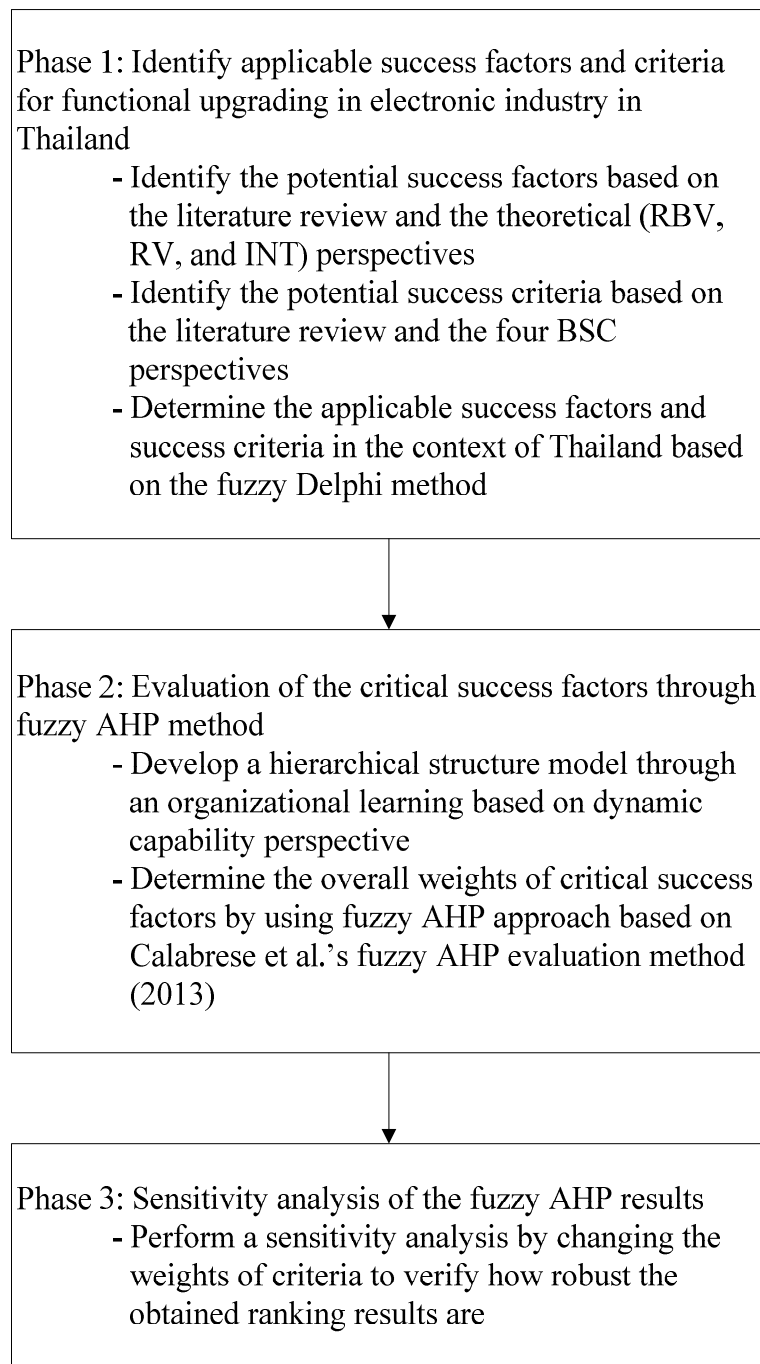 Phase 1: Identify applicable success factors and criteria
for functional upgrading in electronic industry in
Thailand
- Identify the potential success factors based on
the literature review and the theoretical (RBV,
RV, and INT) perspectives
- Identify the potential success criteria based on
the literature review and the four BSC
perspectives
- Determine the applicable success factors and
success criteria in the context of Thailand based
on the fuzzy Delphi method
Phase 2: Evaluation of the critical success factors through
fuzzy AHP method
- Develop a hierarchical structure model through
an organizational learning based on dynamic
capability perspective
- Determine the overall weights of critical success
factors by using fuzzy AHP approach based on
Calabrese et al.’s fuzzy AHP evaluation method
(2013)
Phase 3: Sensitivity analysis of the fuzzy AHP results
- Perform a sensitivity analysis by changing the
weights of criteria to verify how robust the
obtained ranking results are